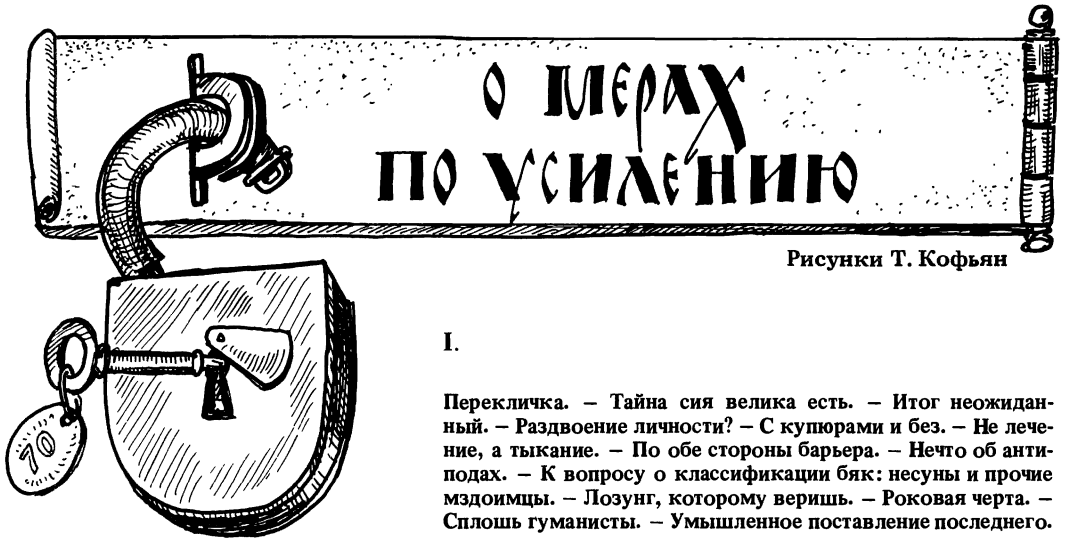 О МЕРАХ
ПО УСИЛЕНИЮ
Рисунки Т. Кофьян
I.
Перекличка. – Тайна сия велика есть. – Итог неожидан-
ный. – Раздвоение личности? – С купюрами и без. – Не лече-
ние, а тыкание. – По обе стороны барьера. – Нечто об анти-
подах. – К вопросу о классификации бяк: несуны и прочие
мздоимцы. – Лозунг, которому веришь. – Роковая черта. –
Сплошь гуманисты. – Умышленное поставление последнего.
70